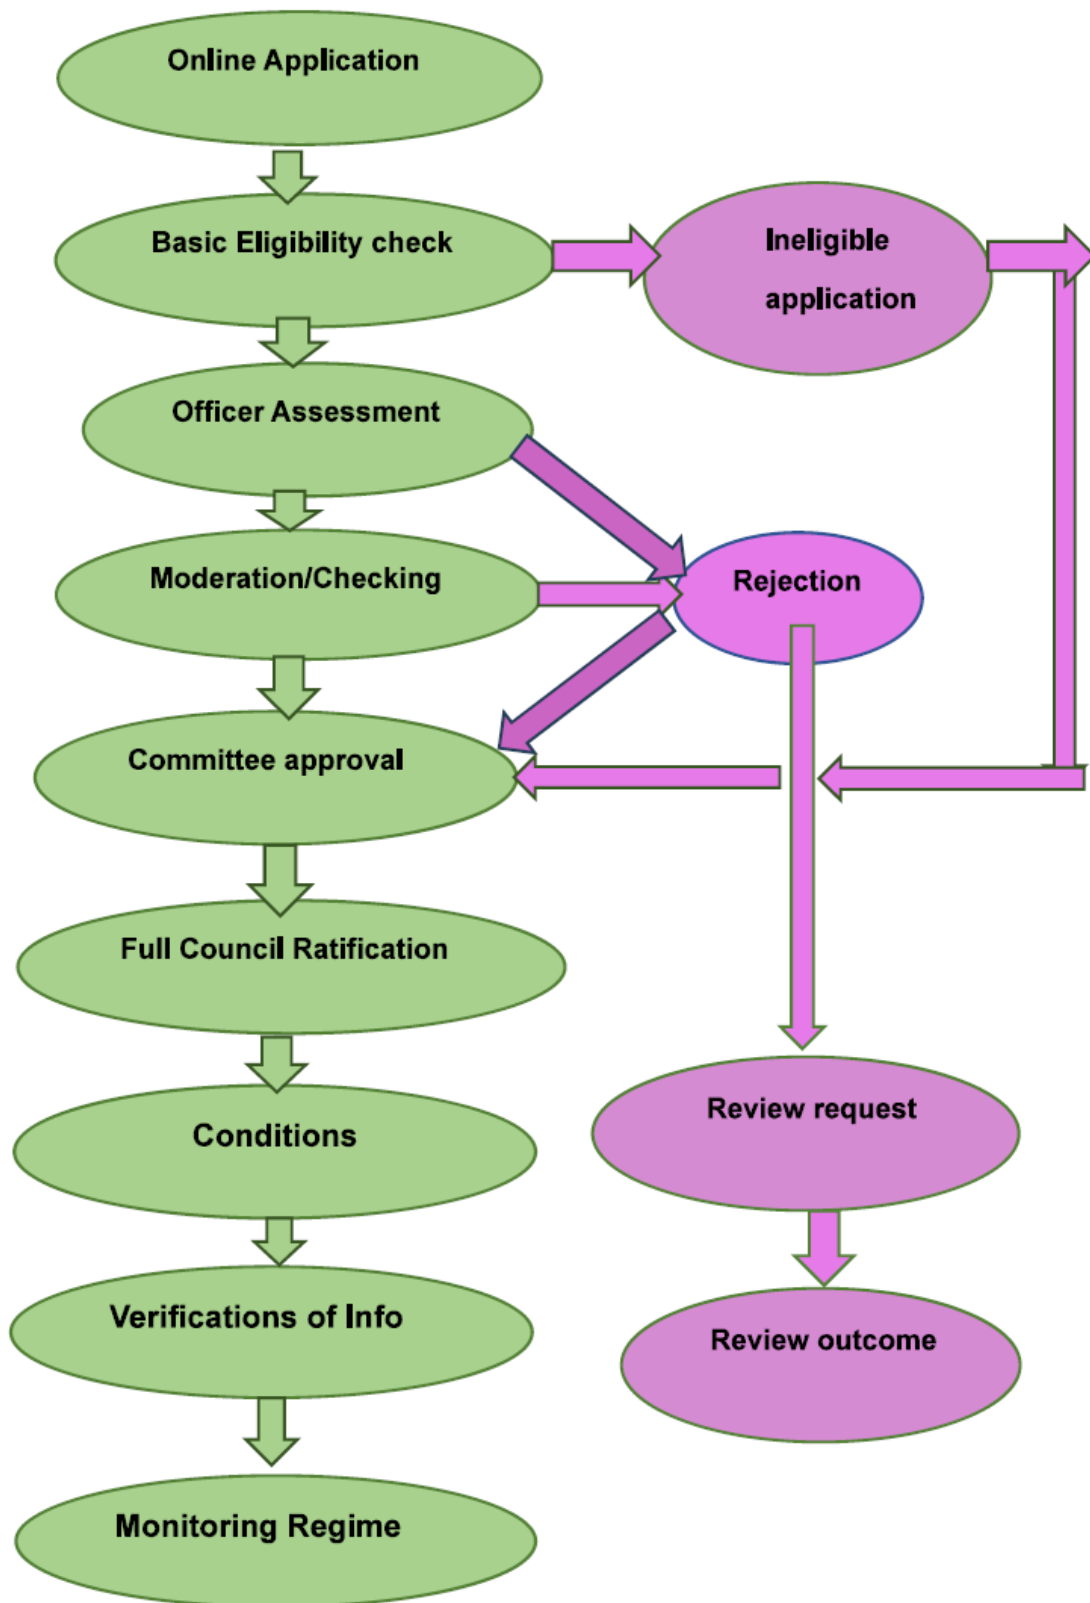 Online Application
Basic Eligibility check
Ineligible
application
Officer Assessment
Moderation/Checking
Rejection
Committee approval
Full Council Ratification
Conditions
Review request
Verifications of Info
Review outcome
Monitoring Regime